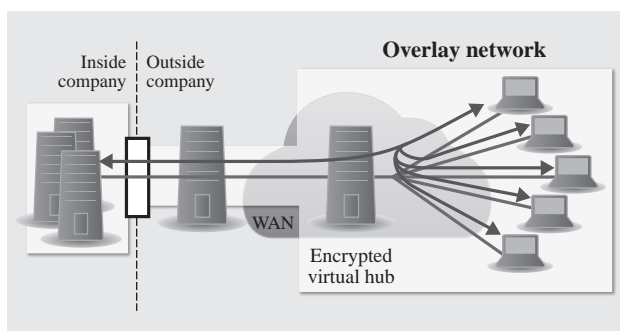 Overlay network
Inside
company
Outside
company
WAN
Encrypted
virtual hub